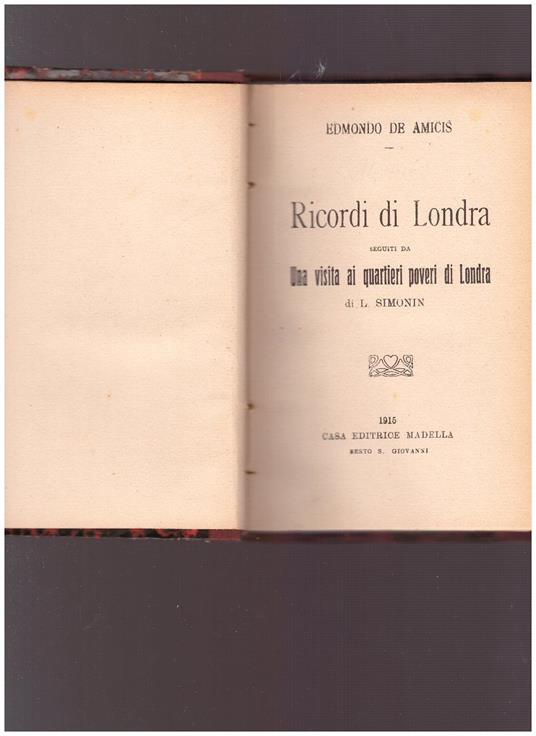 EDMONDO DE AMICIS
Ricordi di Londra
SEGUITI DA
Una visita ai quartieri poveri di Londra
di L. SIMONIN
1915
CASA EDITRICE MADELLA
SESTO S. GIOVANNI